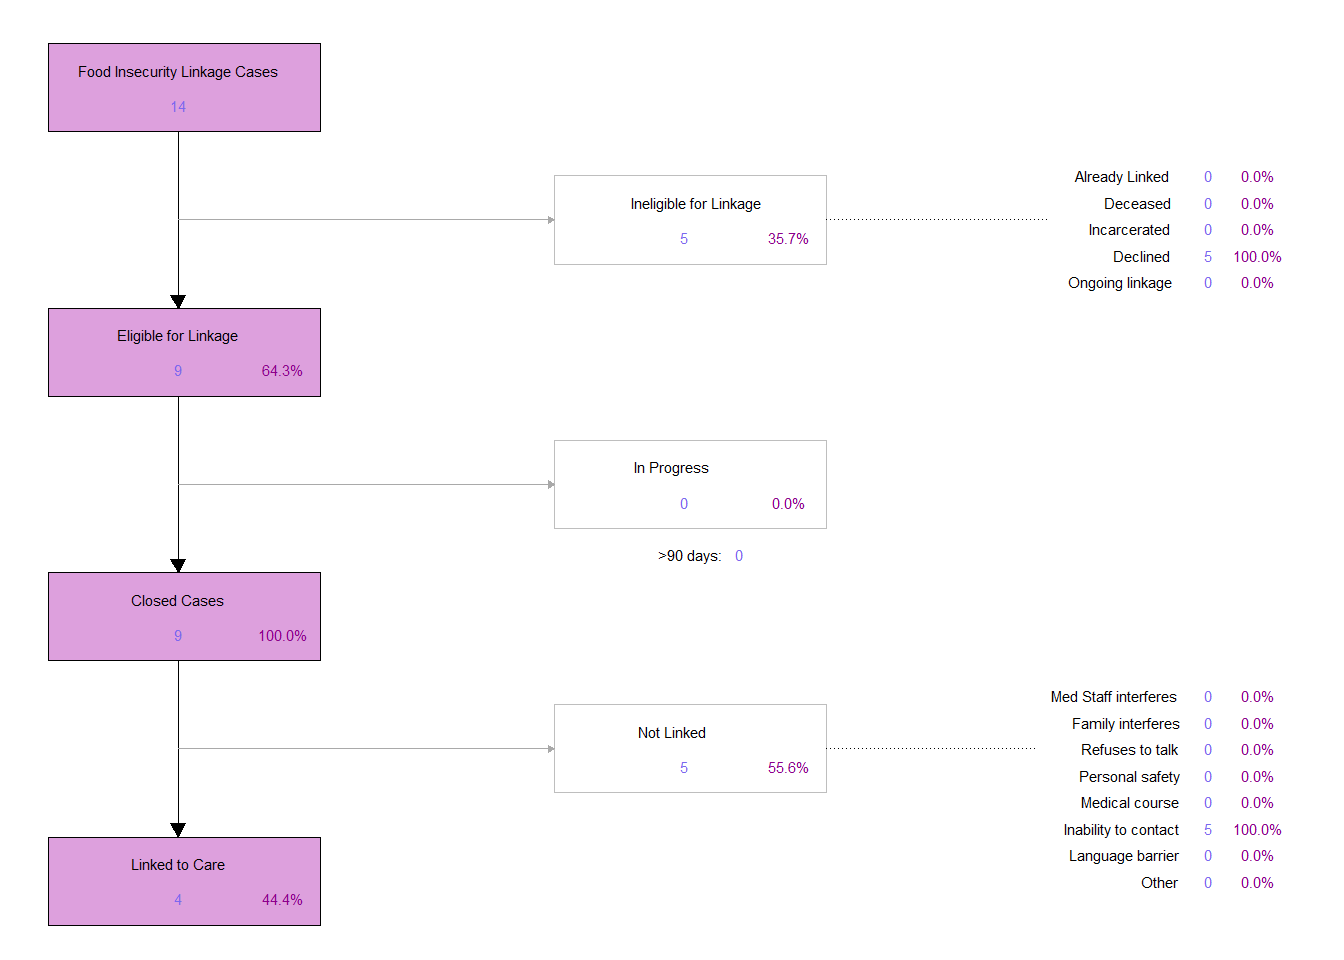 Food Insecurity Linkage Cases
14
Ineligible for Linkage
5 35.7%
Already Linked 0 0.0%
Deceased 0 0.0%
Incarcerated 0 0.0%
Declined 5 100.0%
Ongoing linkage 0 0.0%
Eligible for Linkage
9 64.3%
In Progress
0 0.0%
>90 days: 0
Closed Cases
9 100.0%
Not Linked
5 55.6%
Med Staff interferes 0 0.0%
Family interferes 0 0.0%
Refuses to talk 0 0.0%
Personal safety 0 0.0%
Medical course 0 0.0%
Inability to contact 5 100.0%
Language barrier 0 0.0%
Other 0 0.0%
Linked to Care
4 44.4%